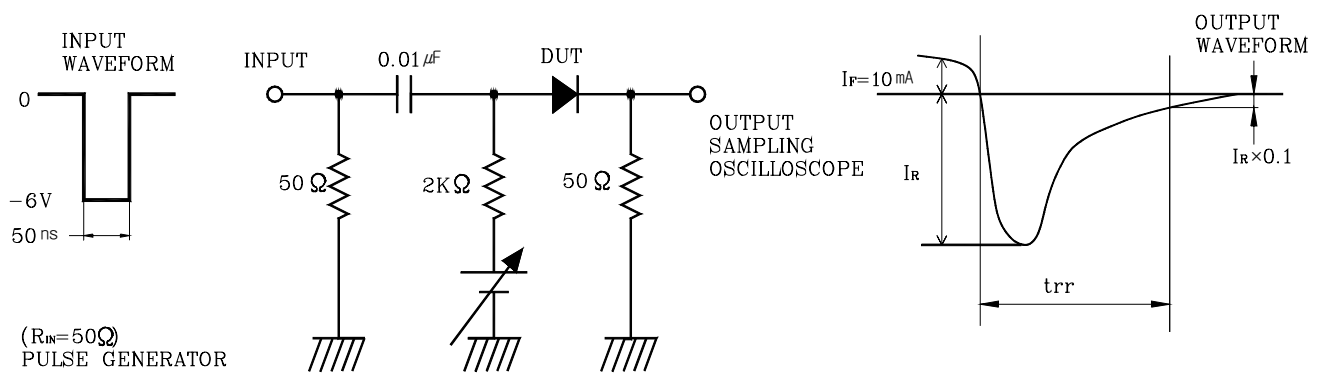 INPUT
WAVEFORM
0
-6V
50ns
(RIN=50Ω)
PULSE GENERATOR
INPUT
0.01μF
DUT
50Ω
2KΩ
50Ω
OUTPUT
SAMPLING
OSCILLOSCOPE
IF=10mA
IR
trr
OUTPUT
WAVEFORM
IR×0.1